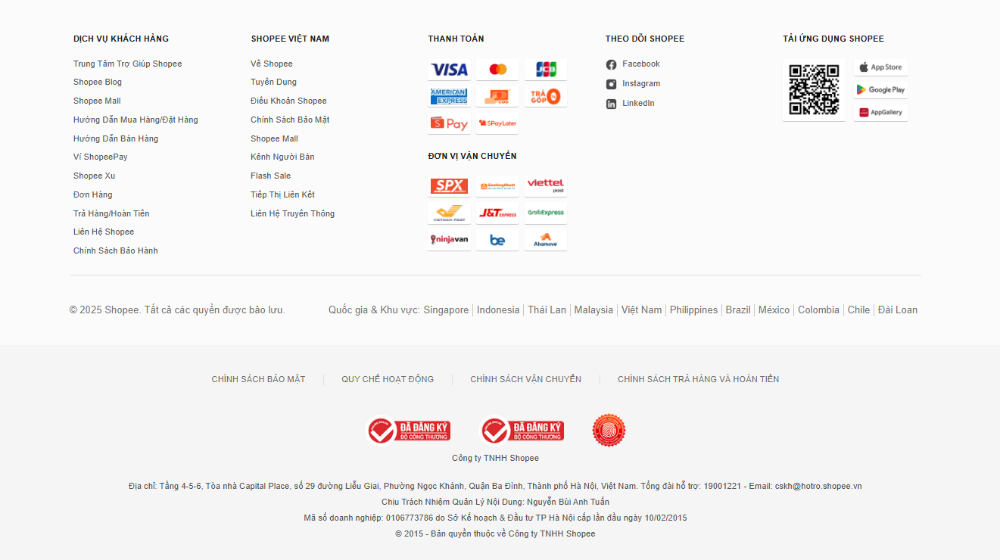 DỊCH VỤ KHÁCH HÀNG
Trung Tâm Trợ Giúp Shopee
Shopee Blog
Shopee Mall
Hướng Dẫn Mua Hàng/Đặt Hàng
Hướng Dẫn Bán Hàng
Ví ShopeePay
Shopee Xu
Đơn Hàng
Trả Hàng/Hoàn Tiền
Liên Hệ Shopee
Chính Sách Bảo Hành
SHOPEE VIỆT NAM
Về Shopee
Tuyển Dụng
Điều Khoản Shopee
Chính Sách Bảo Mật
Shopee Mall
Kênh Người Bán
Flash Sale
Tiếp Thị Liên Kết
Liên Hệ Truyền Thông
THANH TOÁN
VISA
JCB
AMERICAN EXPRESS
COD
TRẢ GÓP 0
S Pay
SPayLater
ĐƠN VỊ VẬN CHUYỂN
SPX
GiaoHangNhanh
viettel post
VIETNAM POST
J&T EXPRESS
GrabExpress
ninjavan
be
Ahamove
THEO DÕI SHOPEE
Facebook
Instagram
LinkedIn
TẢI ỨNG DỤNG SHOPEE
App Store
Google Play
AppGallery
© 2025 Shopee. Tất cả các quyền được bảo lưu.
Quốc gia & Khu vực: Singapore Indonesia Thái Lan Malaysia Việt Nam Philippines Brazil México Colombia Chile Đài Loan
CHÍNH SÁCH BẢO MẬT
QUY CHẾ HOẠT ĐỘNG
CHÍNH SÁCH VẬN CHUYỂN
CHÍNH SÁCH TRẢ HÀNG VÀ HOÀN TIỀN
ĐÃ ĐĂNG KÝ
BỘ CÔNG THƯƠNG
ĐÃ ĐĂNG KÝ
BỘ CÔNG THƯƠNG
Công ty TNHH Shopee
Địa chỉ: Tầng 4-5-6, Tòa nhà Capital Place, số 29 đường Liễu Giai, Phường Ngọc Khánh, Quận Ba Đình, Thành phố Hà Nội, Việt Nam. Tổng đài hỗ trợ: 19001221 - Email: cskh@hotro.shopee.vn
Chịu Trách Nhiệm Quản Lý Nội Dung: Nguyễn Bùi Anh Tuấn
Mã số doanh nghiệp: 0106773786 do Sở Kế hoạch & Đầu tư TP Hà Nội cấp lần đầu ngày 10/02/2015
© 2015 - Bản quyền thuộc về Công ty TNHH Shopee